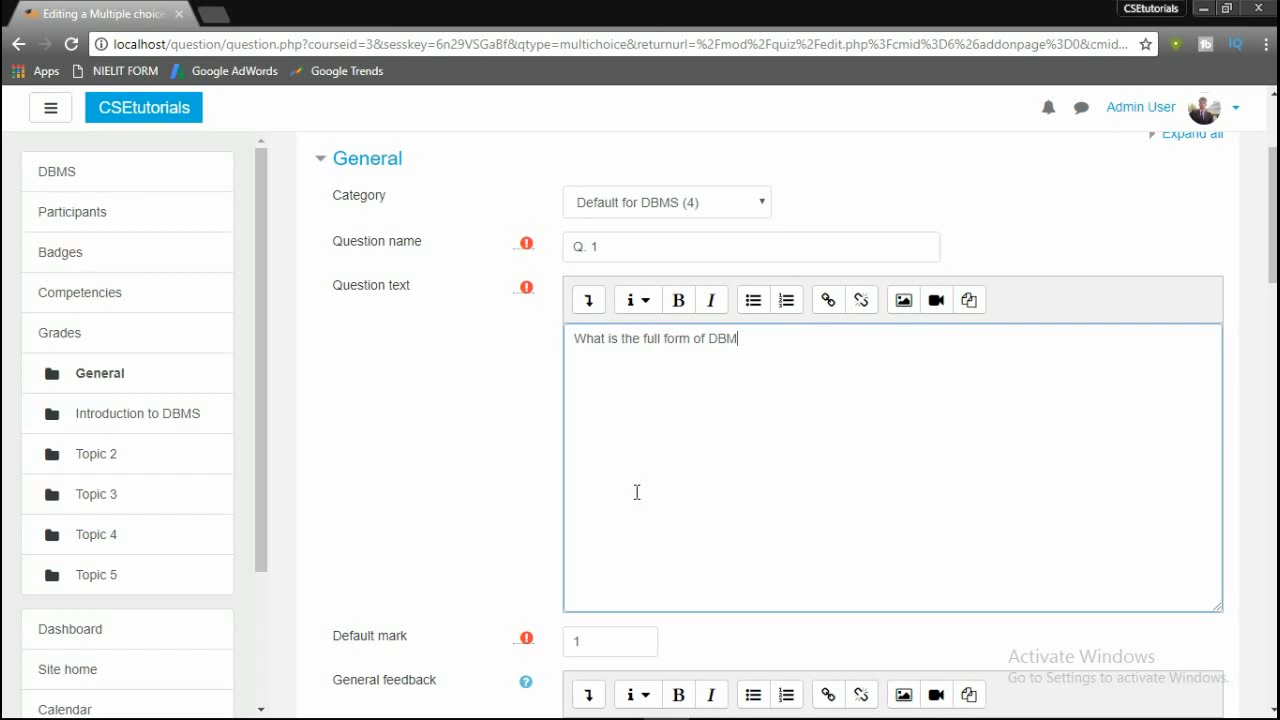 Editing a Multiple choic
CSEtutorials
localhost/question/question.php?courseid=3&sesskey=6n29VSGaBf&qtype=multichoice&returnurl=%2Fmod%2Fquiz%2Fedit.php%3Fcmid%3D6%26addonpage%3D0&cmid...
Apps NIELIT FORM Google AdWords Google Trends
CSEtutorials
Admin User
Expand all
DBMS
Participants
Badges
Competencies
Grades
General
Introduction to DBMS
Topic 2
Topic 3
Topic 4
Topic 5
Dashboard
Site home
Calendar
General
Category
Default for DBMS (4)
Question name
Q. 1
Question text
What is the full form of DBM
Default mark
1
General feedback
Activate Windows
Go to Settings to activate Windows.